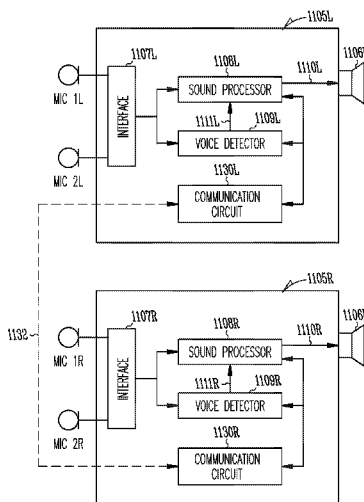 1105L
1107L
1108L
1110L
1106
MIC 1L
INTERFACE
SOUND PROCESSOR
1111L
1109L
VOICE DETECTOR
MIC 2L
1130L
COMMUNICATION
CIRCUIT
1105R
1132
1107R
1108R
1110R
1106
MIC 1R
INTERFACE
SOUND PROCESSOR
1111R
1109R
VOICE DETECTOR
MIC 2R
1130R
COMMUNICATION
CIRCUIT